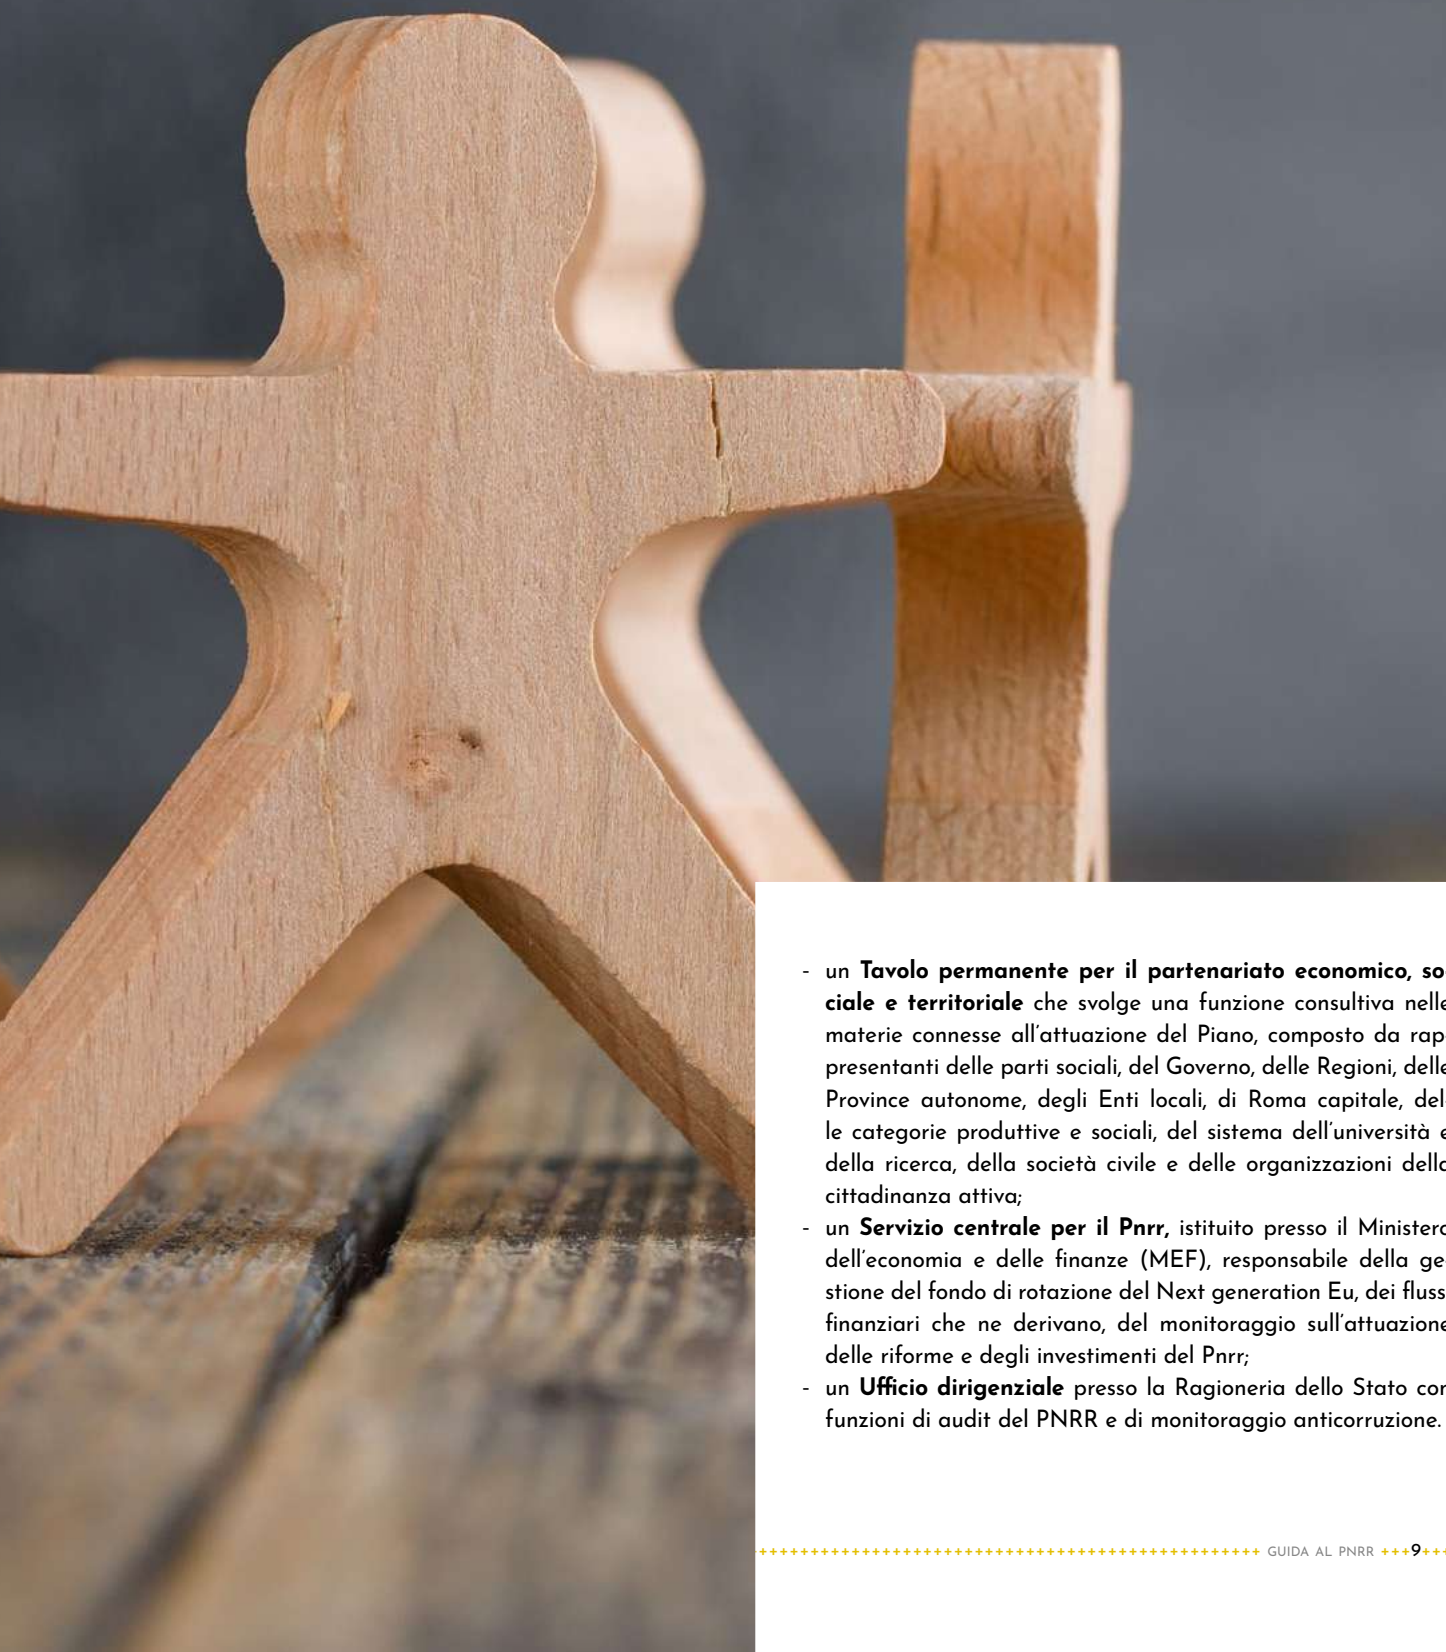 - un Tavolo permanente per il partenariato economico, so-
ciale e territoriale che svolge una funzione consultiva nelle
materie connesse all'attuazione del Piano, composto da rap-
presentanti delle parti sociali, del Governo, delle Regioni, delle
Province autonome, degli Enti locali, di Roma capitale, del-
le categorie produttive e sociali, del sistema dell'università e
della ricerca, della società civile e delle organizzazioni della
cittadinanza attiva;
- un Servizio centrale per il Pnrr, istituito presso il Ministero
dell'economia e delle finanze (MEF), responsabile della ge-
stione del fondo di rotazione del Next generation Eu, dei flussi
finanziari che ne derivano, del monitoraggio sull'attuazione
delle riforme e degli investimenti del Pnrr;
- un Ufficio dirigenziale presso la Ragioneria dello Stato con
funzioni di audit del PNRR e di monitoraggio anticorruzione.
+++++++++++++++++++++++++++++++++++++++++++++++++ GUIDA AL PNRR +++9+++